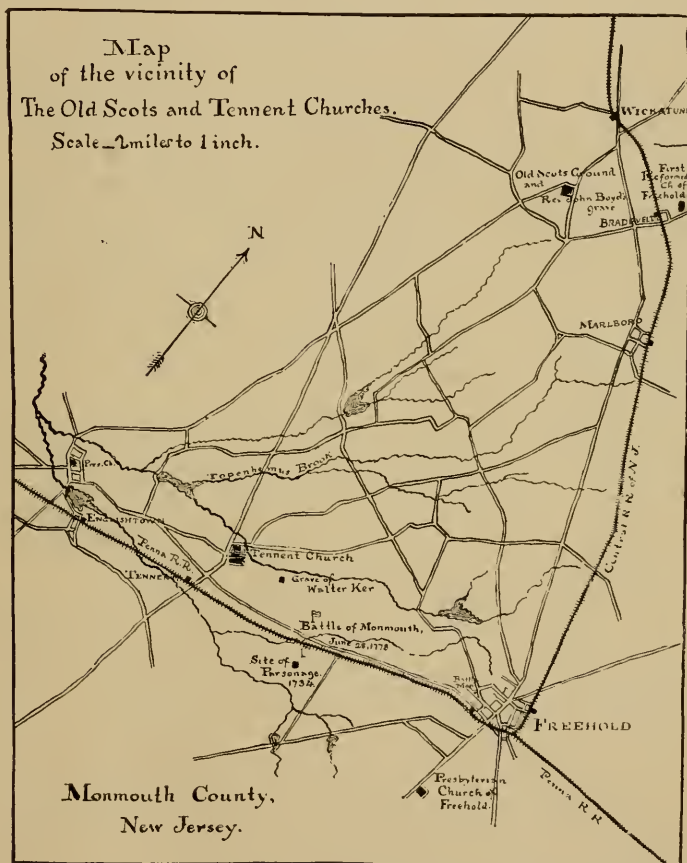 Map
of the vicinity of
The Old Scots and Tennent Churches.
Scale _ 2 miles to 1 inch.
N
WICKATUNK
Old Scots Ground
and
Rev. John Boyd's
grave
First
Reformed
Ch. of
Freehold
BRADEVELT
MARLBORO
Central R.R. of N.J.
Pres. Ch.
Topenhemus Brook
ENGLISHTOWN
Penna R.R.
TENNENT
Tennent Church
Grave of
Walter Ker
Battle of Monmouth,
June 28, 1778
Site of
Parsonage.
1734.
FREEHOLD
Presbyterian
Church of
Freehold.
Penna R.R.
Monmouth County,
New Jersey.